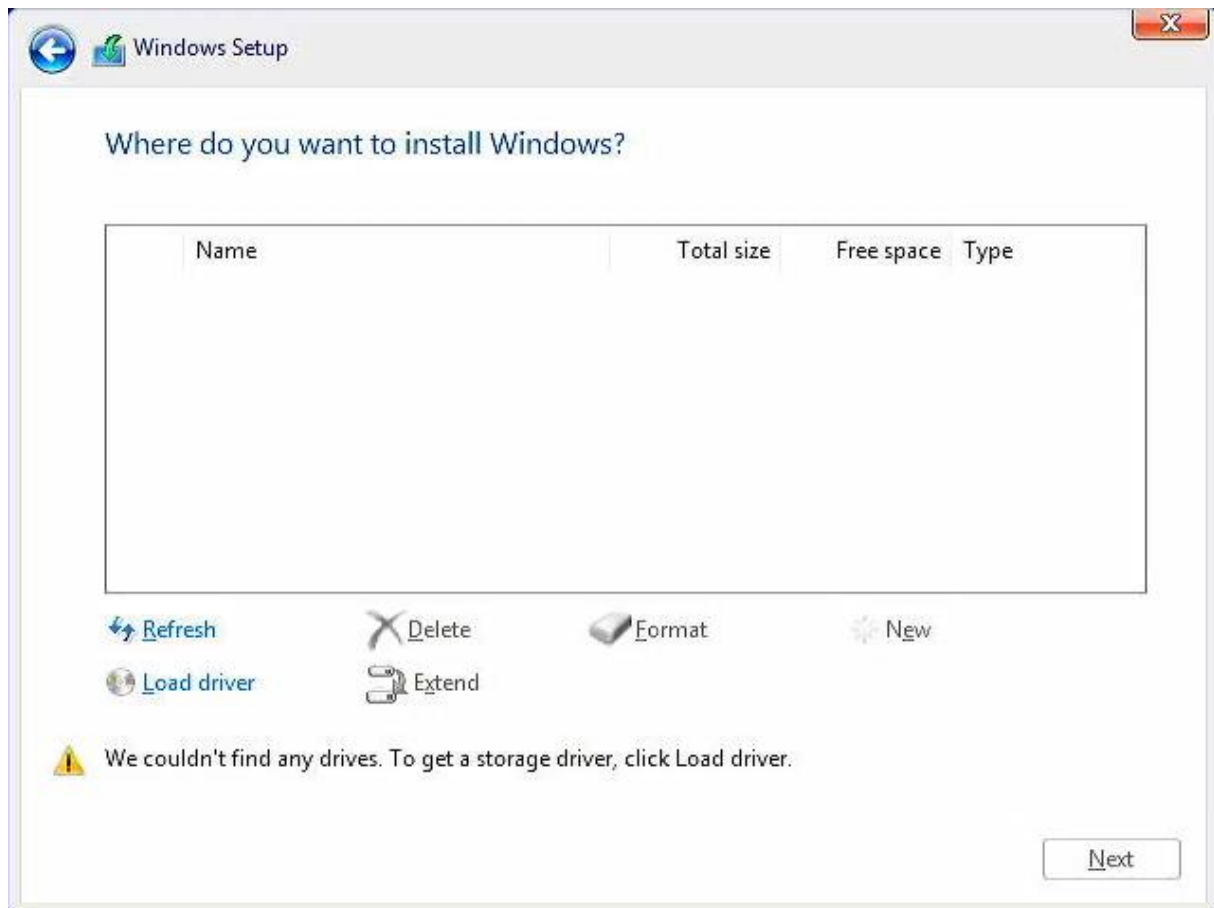 Windows Setup
Where do you want to install Windows?
Name Total size Free space Type
Refresh Delete Format New
Load driver Extend
We couldn't find any drives. To get a storage driver, click Load driver.
Next